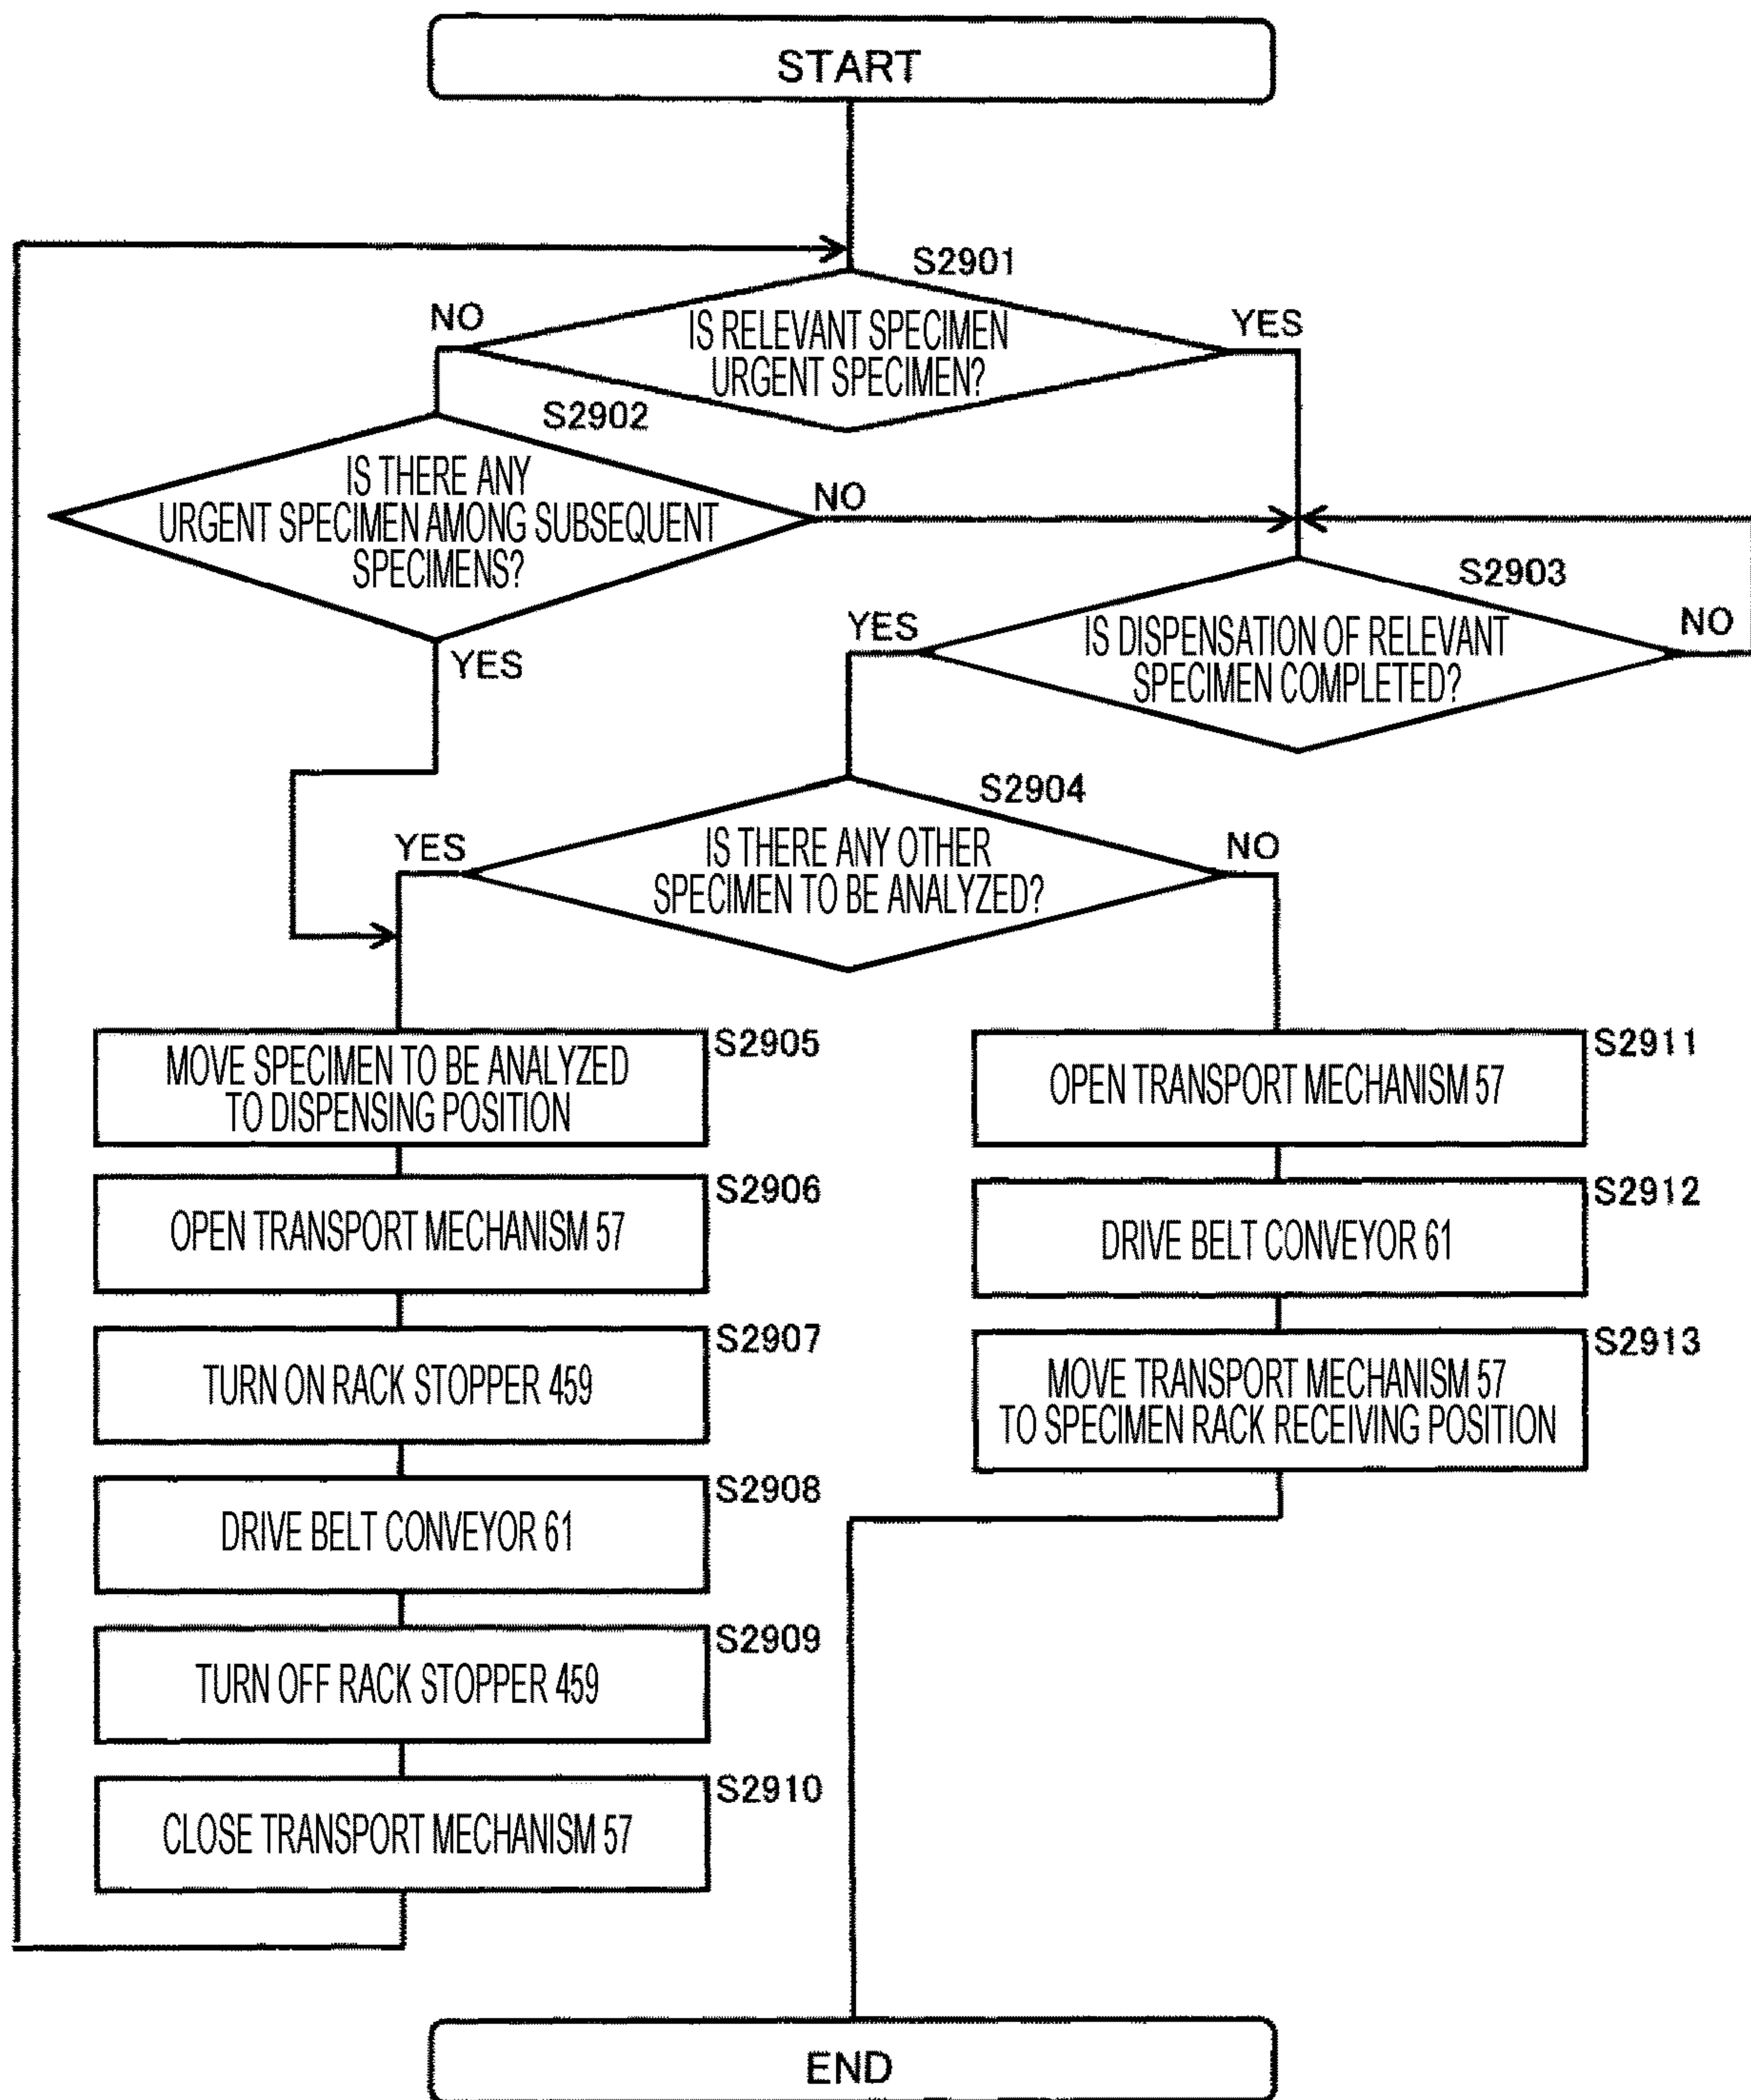 START
S2901
NO
IS RELEVANT SPECIMEN
URGENT SPECIMEN?
YES
S2902
IS THERE ANY
URGENT SPECIMEN AMONG SUBSEQUENT
SPECIMENS?
NO
YES
S2903
YES
IS DISPENSATION OF RELEVANT
SPECIMEN COMPLETED?
NO
S2904
YES
IS THERE ANY OTHER
SPECIMEN TO BE ANALYZED?
NO
S2905
MOVE SPECIMEN TO BE ANALYZED
TO DISPENSING POSITION
S2906
OPEN TRANSPORT MECHANISM 57
S2907
TURN ON RACK STOPPER 459
S2908
DRIVE BELT CONVEYOR 61
S2909
TURN OFF RACK STOPPER 459
S2910
CLOSE TRANSPORT MECHANISM 57
S2911
OPEN TRANSPORT MECHANISM 57
S2912
DRIVE BELT CONVEYOR 61
S2913
MOVE TRANSPORT MECHANISM 57
TO SPECIMEN RACK RECEIVING POSITION
END